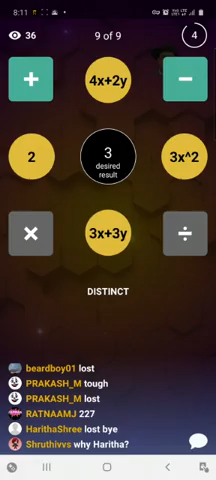 8:11
36
9 of 9
4
+
4x+2y
−
2
3
desired
result
3x^2
×
3x+3y
÷
DISTINCT
beardboy01 lost
PRAKASH_M tough
PRAKASH_M lost
RATNAAMJ 227
HarithaShree lost bye
Shruthivvs why Haritha?